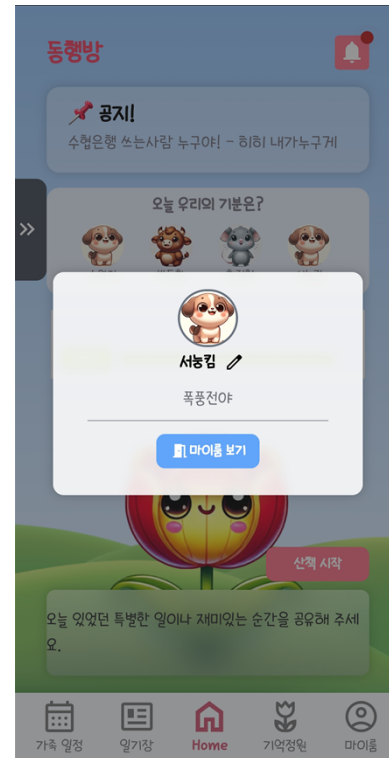 동행방
📌 공지!
수협은행 쓰는사람 누구야! - 히히 내가누구게
오늘 우리의 기분은?
서눙킴
폭풍전야
마이룸 보기
산책 시작
오늘 있었던 특별한 일이나 재미있는 순간을 공유해 주세
요.
가족 일정
일기장
Home
기억정원
마이룸